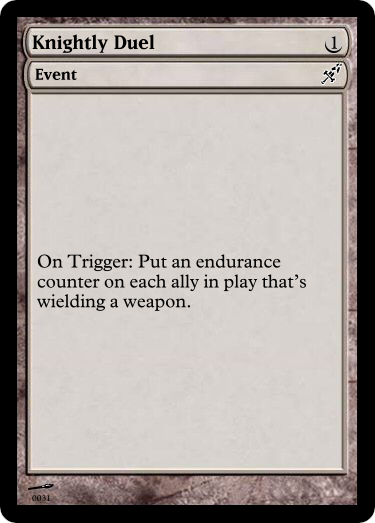 Knightly Duel 1
Event
On Trigger: Put an endurance
counter on each ally in play that's
wielding a weapon.
0031